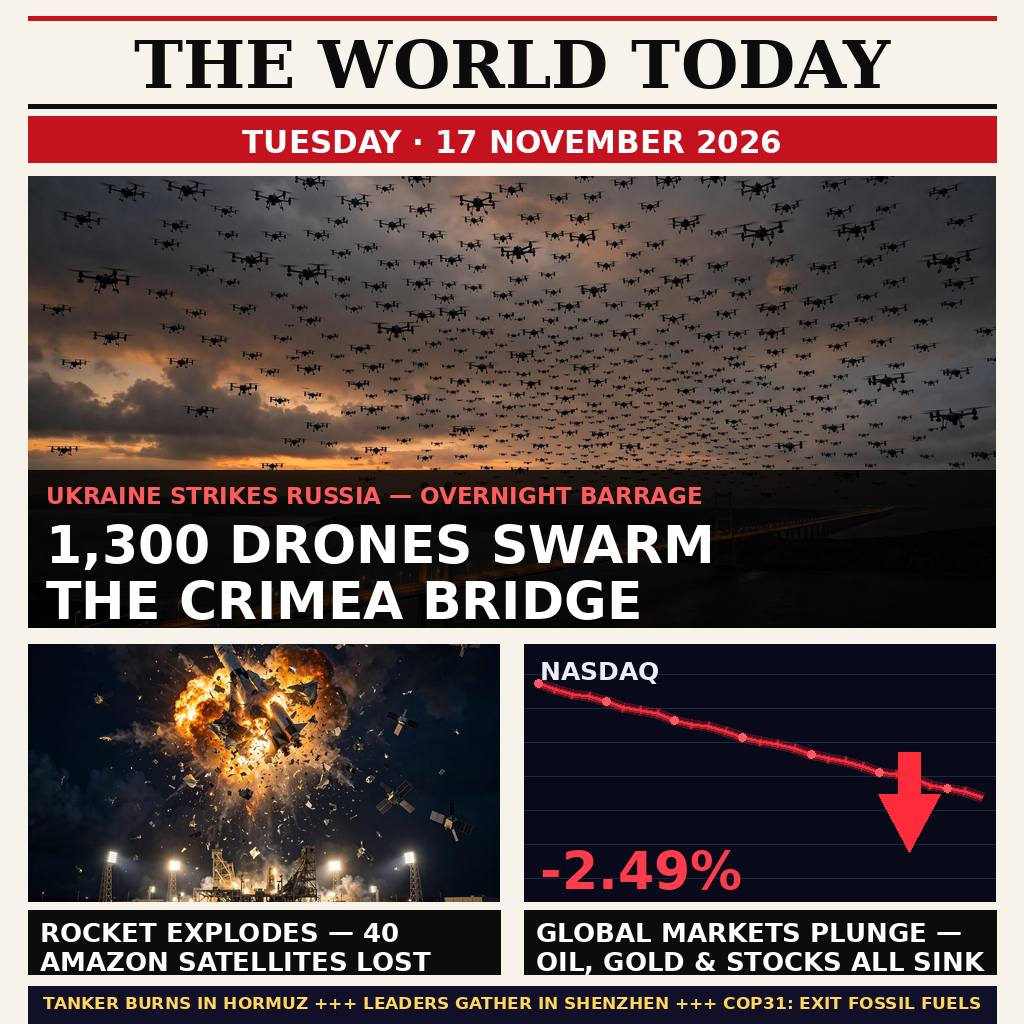 THE WORLD TODAY
TUESDAY · 17 NOVEMBER 2026
UKRAINE STRIKES RUSSIA — OVERNIGHT BARRAGE
1,300 DRONES SWARM
THE CRIMEA BRIDGE
NASDAQ
-2.49%
ROCKET EXPLODES — 40
AMAZON SATELLITES LOST
GLOBAL MARKETS PLUNGE —
OIL, GOLD & STOCKS ALL SINK
TANKER BURNS IN HORMUZ +++ LEADERS GATHER IN SHENZHEN +++ COP31: EXIT FOSSIL FUELS